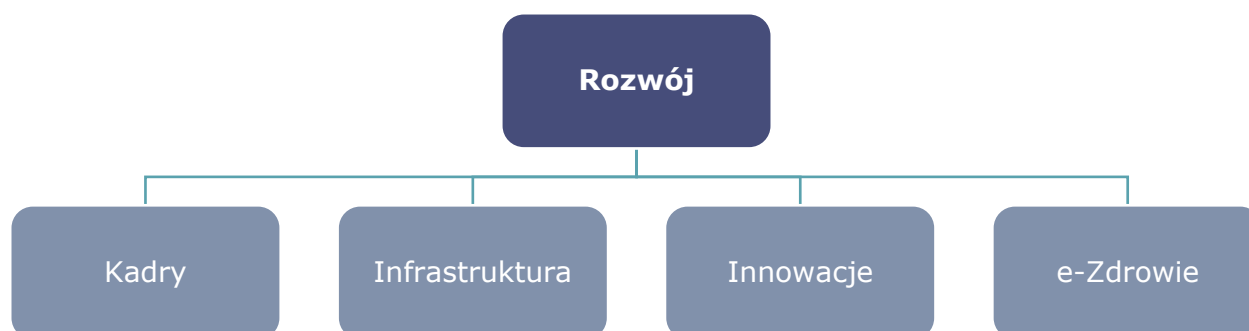 Rozwój
Kadry
Infrastruktura
Innowacje
e-Zdrowie